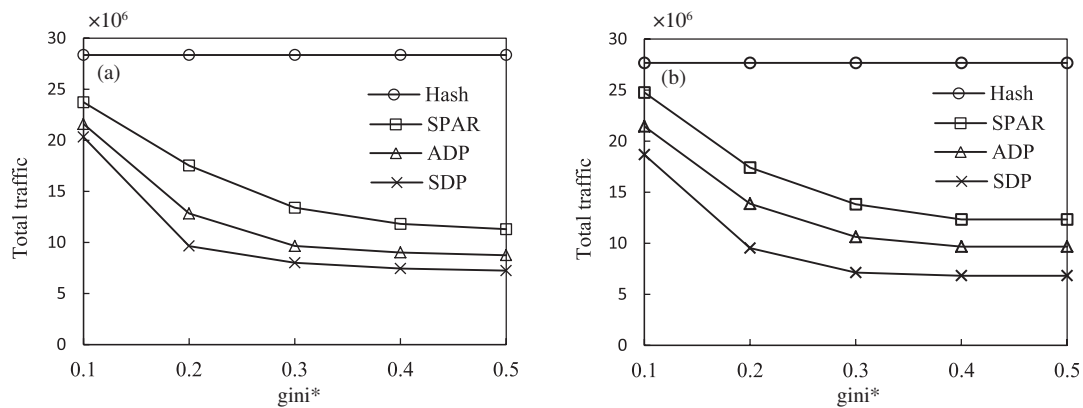 ×10⁶
30
25
20
15
10
5
0
Total traffic
(a)
Hash
SPAR
ADP
SDP
0.1 0.2 0.3 0.4 0.5
gini*
×10⁶
30
25
20
15
10
5
0
Total traffic
(b)
Hash
SPAR
ADP
SDP
0.1 0.2 0.3 0.4 0.5
gini*